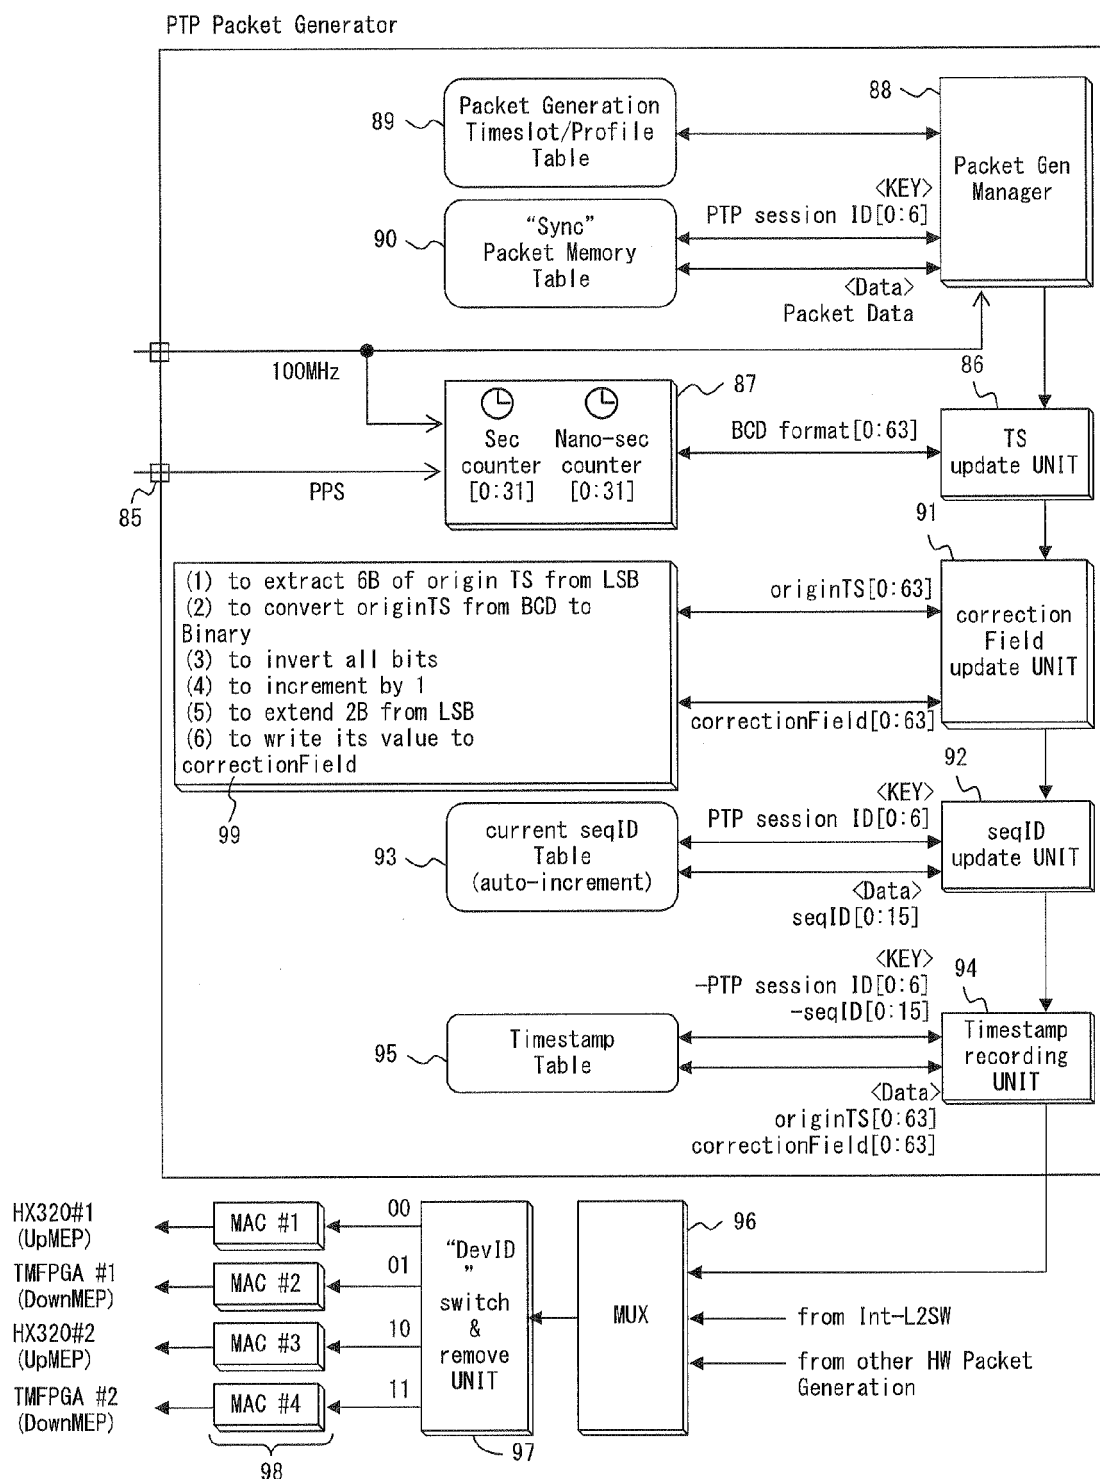 PTP Packet Generator
88
Packet Generation
Timeslot/Profile
Table
89
Packet Gen
Manager
<KEY>
PTP session ID[0:6]
"Sync"
Packet Memory
Table
90
<Data>
Packet Data
100MHz
86
87
Sec
counter
[0:31]
Nano-sec
counter
[0:31]
BCD format[0:63]
TS
update UNIT
PPS
85
91
(1) to extract 6B of origin TS from LSB
(2) to convert originTS from BCD to
Binary
(3) to invert all bits
(4) to increment by 1
(5) to extend 2B from LSB
(6) to write its value to
correctionField
99
originTS[0:63]
correction
Field
update UNIT
correctionField[0:63]
92
<KEY>
PTP session ID[0:6]
current seqID
Table
(auto-increment)
93
seqID
update UNIT
<Data>
seqID[0:15]
<KEY>
-PTP session ID[0:6]
-seqID[0:15]
94
Timestamp
Table
95
Timestamp
recording
UNIT
<Data>
originTS[0:63]
correctionField[0:63]
HX320#1
(UpMEP)
MAC #1
00
TMFPGA #1
(DownMEP)
MAC #2
01
HX320#2
(UpMEP)
MAC #3
10
TMFPGA #2
(DownMEP)
MAC #4
11
98
"DevID
"
switch
&
remove
UNIT
97
MUX
96
from Int-L2SW
from other HW Packet
Generation